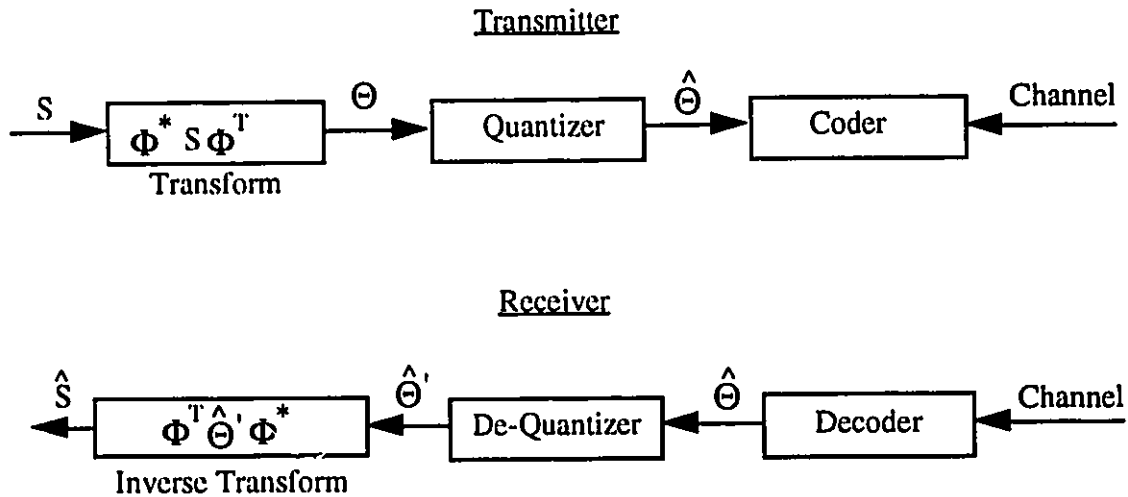 Transmitter
S
Φ* S Φ^T
Transform
Θ
Quantizer
Θ̂
Coder
Channel
Receiver
Ŝ
Φ^T Θ̂' Φ*
Inverse Transform
Θ̂'
De-Quantizer
Θ̂
Decoder
Channel